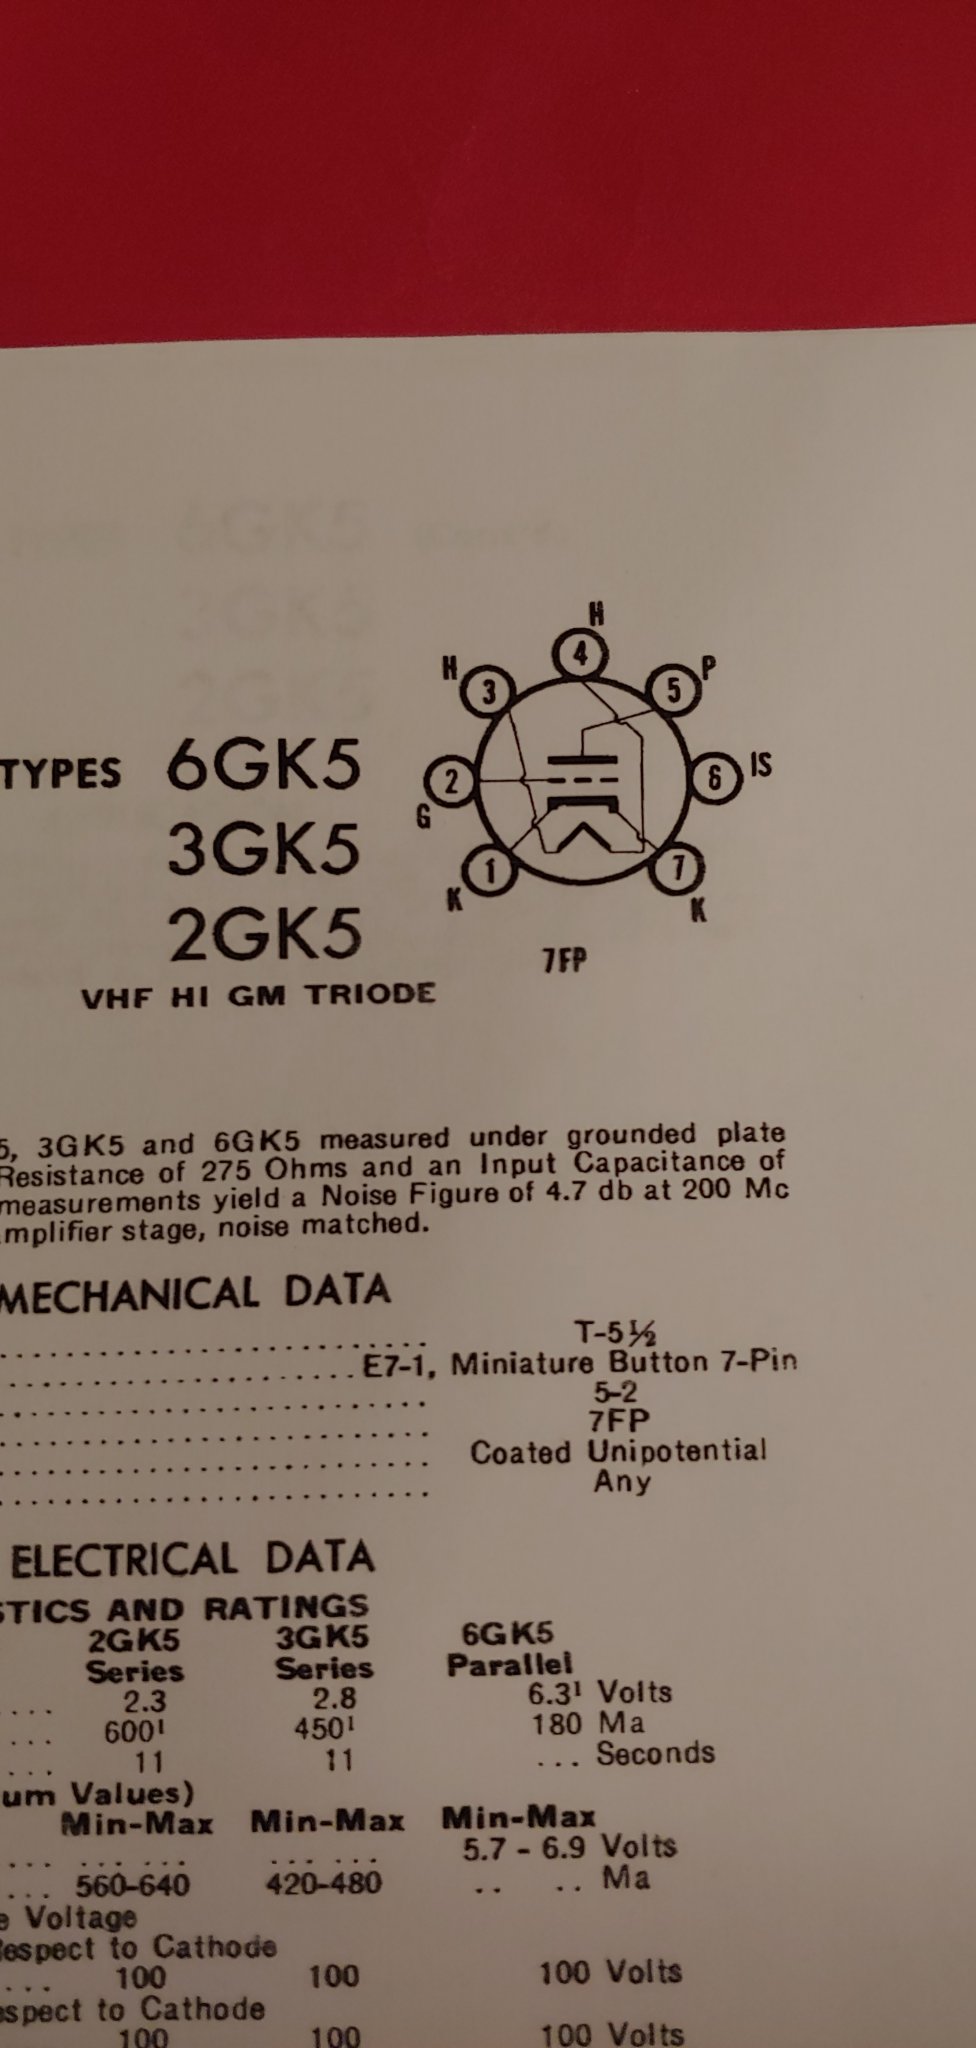 H
4
H
3
5
P
TYPES 6GK5
2
G
6
IS
3GK5
1
K
7
K
2GK5
7FP
VHF HI GM TRIODE
5, 3GK5 and 6GK5 measured under grounded plate
Resistance of 275 Ohms and an Input Capacitance of
measurements yield a Noise Figure of 4.7 db at 200 Mc
mplifier stage, noise matched.
MECHANICAL DATA
T-5½
E7-1, Miniature Button 7-Pin
5-2
7FP
Coated Unipotential
Any
ELECTRICAL DATA
STICS AND RATINGS
2GK5 3GK5 6GK5
Series Series Parallel
.... 2.3 2.8 6.3¹ Volts
... 600¹ 450¹ 180 Ma
.... 11 11 ... Seconds
um Values)
Min-Max Min-Max Min-Max
.... ... ... ... ... 5.7 - 6.9 Volts
... 560-640 420-480 .. .. Ma
e Voltage
Respect to Cathode
.... 100 100 100 Volts
espect to Cathode
100 100 100 Volts